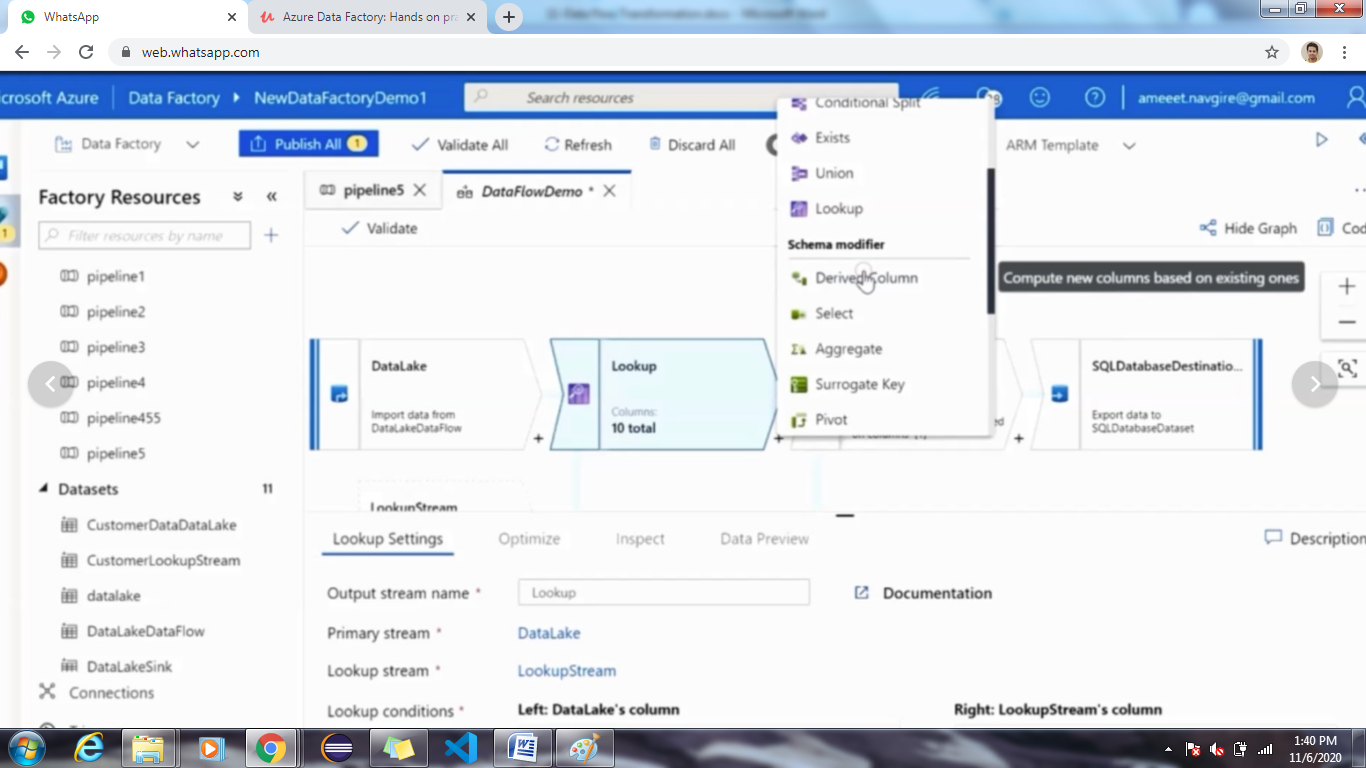 WhatsApp
Azure Data Factory: Hands on pra
web.whatsapp.com
crosoft Azure
Data Factory
NewDataFactoryDemo1
Search resources
ameeet.navgire@gmail.com
Data Factory
Publish All 1
Validate All
Refresh
Discard All
ARM Template
Conditional Split
Exists
Union
Lookup
Schema modifier
Derived Column
Select
Aggregate
Surrogate Key
Pivot
Compute new columns based on existing ones
Factory Resources
Filter resources by name
pipeline1
pipeline2
pipeline3
pipeline4
pipeline455
pipeline5
Datasets 11
CustomerDataDataLake
CustomerLookupStream
datalake
DataLakeDataFlow
DataLakeSink
Connections
pipeline5
DataFlowDemo *
Validate
Hide Graph
Cod
DataLake
Import data from
DataLakeDataFlow
Lookup
Columns:
10 total
SQLDatabaseDestinatio...
Export data to
SQLDatabaseDataset
LookupStream
Lookup Settings
Optimize
Inspect
Data Preview
Description
Output stream name *
Lookup
Documentation
Primary stream *
DataLake
Lookup stream *
LookupStream
Lookup conditions *
Left: DataLake's column
Right: LookupStream's column
1:40 PM
11/6/2020